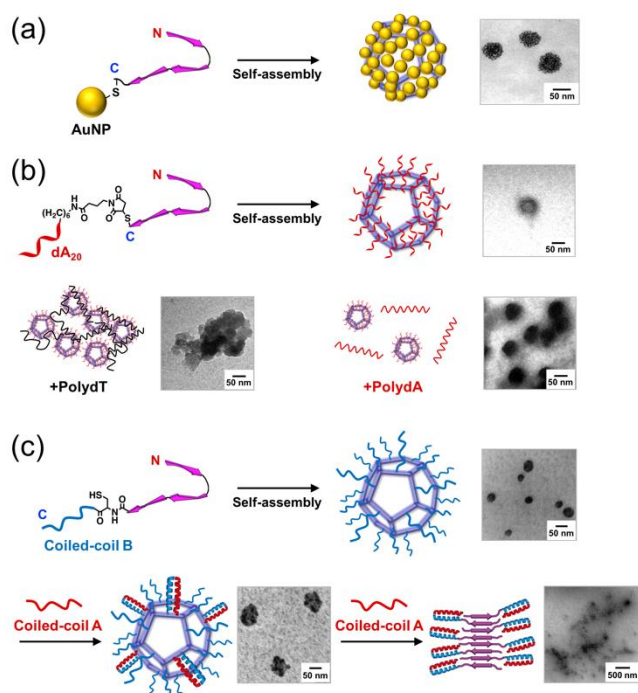 (a)
N
C
S
AuNP
Self-assembly
50 nm
(b)
N
H
N
O
O
N
O
(H₂C)₆
S
C
dA₂₀
Self-assembly
50 nm
+PolydT
50 nm
+PolydA
50 nm
(c)
N
HS
C
O
N
H
O
Coiled-coil B
Self-assembly
50 nm
Coiled-coil A
50 nm
Coiled-coil A
500 nm